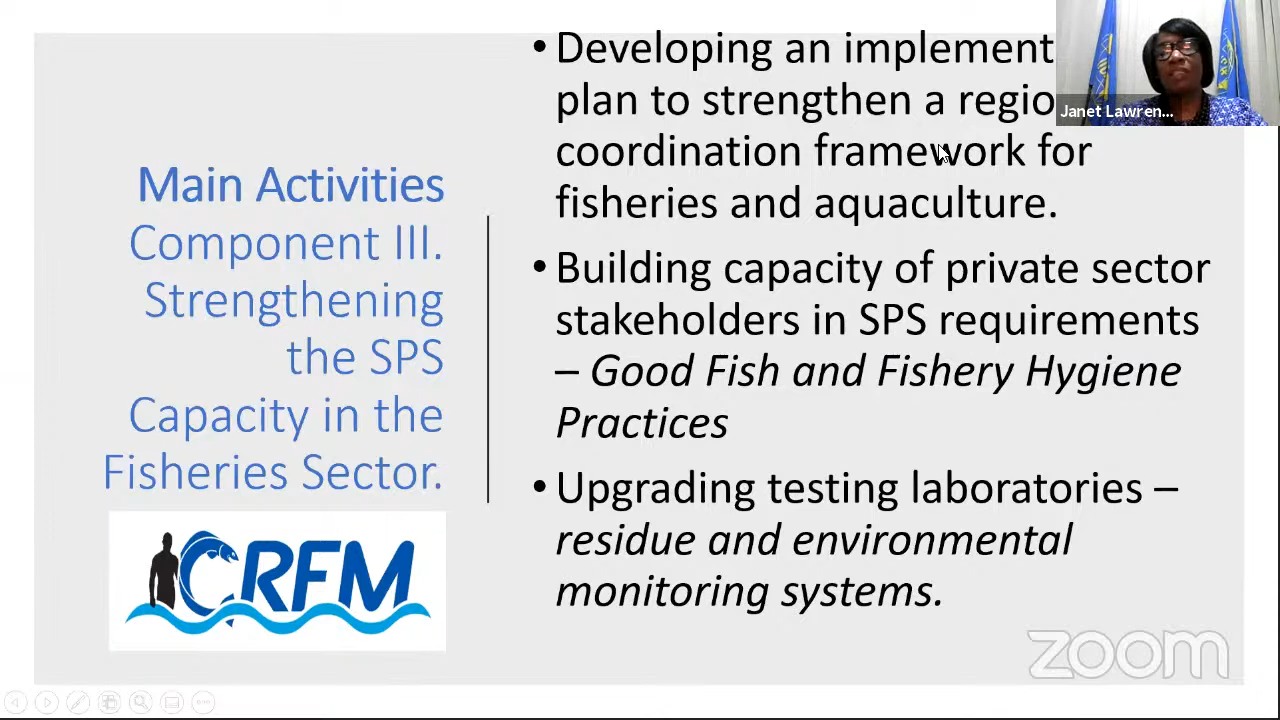 Main Activities
Component III.
Strengthening
the SPS
Capacity in the
Fisheries Sector.
CRFM
• Developing an implement
plan to strengthen a regio
coordination framework for
fisheries and aquaculture.
• Building capacity of private sector
stakeholders in SPS requirements
– Good Fish and Fishery Hygiene
Practices
• Upgrading testing laboratories –
residue and environmental
monitoring systems.
Janet Lawren...
zoom